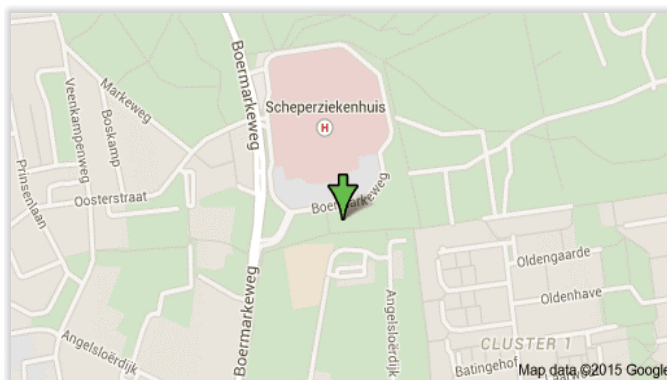 Scheperziekenhuis
H
Boermarkeweg
Markeweg
Veenkampenweg
Boskamp
Prinsenlaan
Oosterstraat
Boermarkeweg
Boermarkeweg
Angelsloërdijk
Angelsloërdijk
Oldengaarde
Oldenhave
CLUSTER 1
Batingehof
Map data ©2015 Google